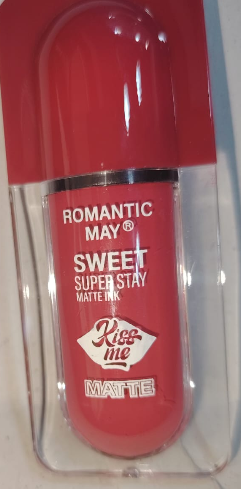 ROMANTIC
MAY®
SWEET
SUPER STAY
MATTE INK
Kiss
me
MATTE